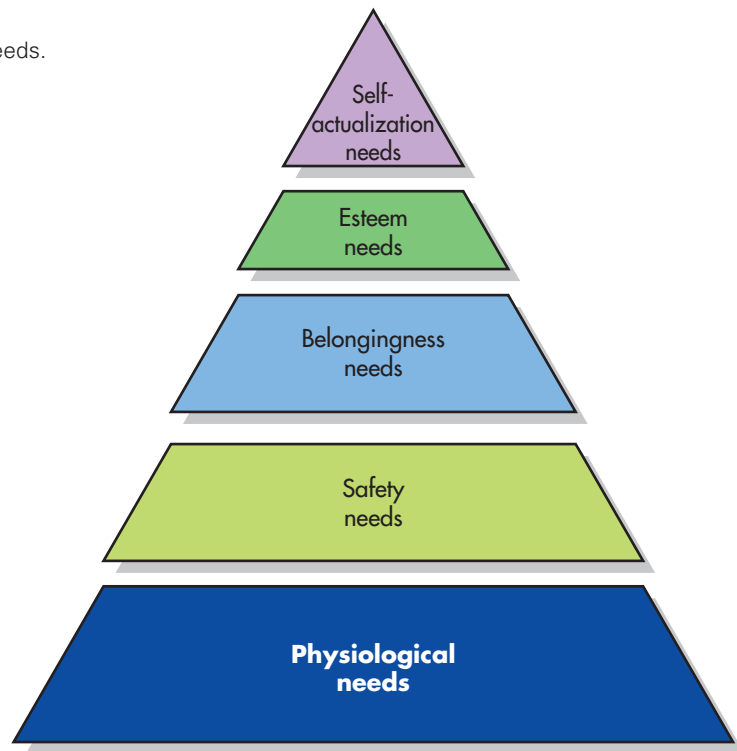 eeds.
Self-
actualization
needs
Esteem
needs
Belongingness
needs
Safety
needs
Physiological
needs